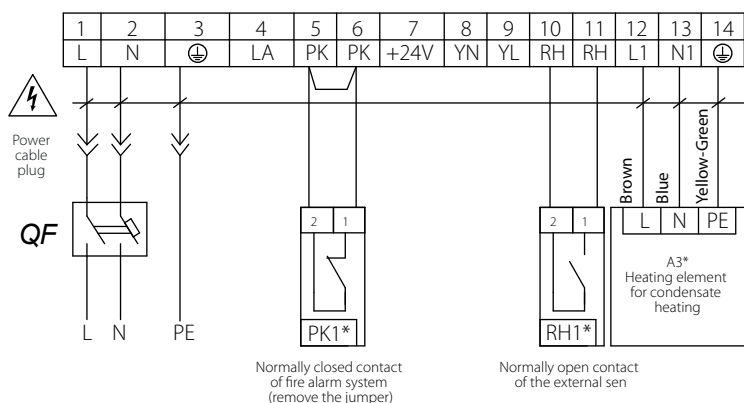 1 2 3 4 5 6 7 8 9 10 11 12 13 14
L N LA PK PK +24V YN YL RH RH L1 N1
Power
cable
plug
Brown
Blue
Yellow-Green
QF
2 1
2 1
L N PE
A3*
Heating element
for condensate
heating
PK1*
RH1*
L N PE
Normally closed contact
of fire alarm system
(remove the jumper)
Normally open contact
of the external sen